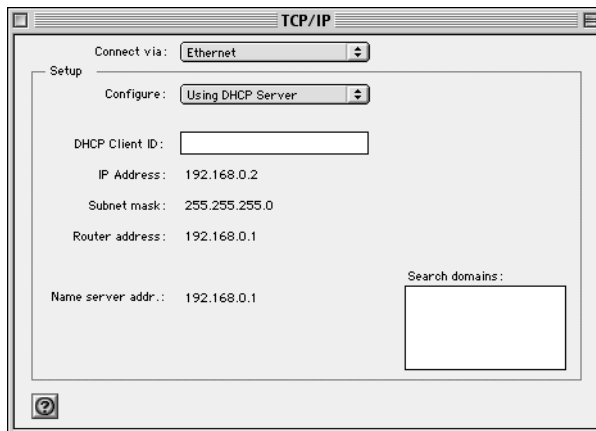 TCP/IP
Connect via: Ethernet
Setup
Configure: Using DHCP Server
DHCP Client ID:
IP Address: 192.168.0.2
Subnet mask: 255.255.255.0
Router address: 192.168.0.1
Search domains:
Name server addr.: 192.168.0.1
?